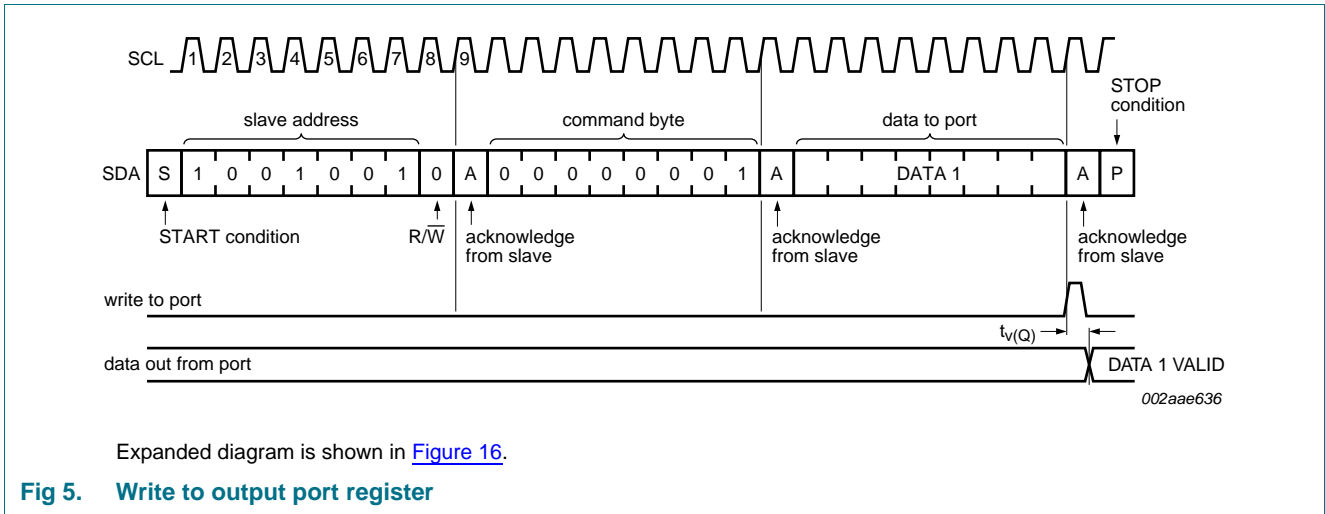 SCL 1 2 3 4 5 6 7 8 9
STOP
condition
slave address command byte data to port
SDA S 1 0 0 1 0 0 1 0 A 0 0 0 0 0 0 0 1 A DATA 1 A P
START condition R/W̅ acknowledge
from slave
acknowledge
from slave
acknowledge
from slave
write to port
tv(Q)
data out from port DATA 1 VALID
002aae636
Expanded diagram is shown in Figure 16.
Fig 5. Write to output port register